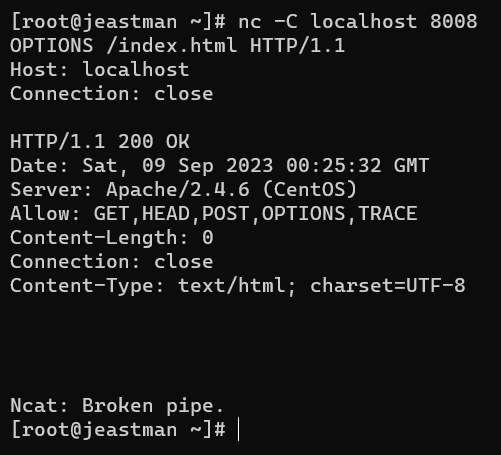 [root@jeastman ~]# nc -C localhost 8008
OPTIONS /index.html HTTP/1.1
Host: localhost
Connection: close

HTTP/1.1 200 OK
Date: Sat, 09 Sep 2023 00:25:32 GMT
Server: Apache/2.4.6 (CentOS)
Allow: GET,HEAD,POST,OPTIONS,TRACE
Content-Length: 0
Connection: close
Content-Type: text/html; charset=UTF-8

Ncat: Broken pipe.
[root@jeastman ~]#